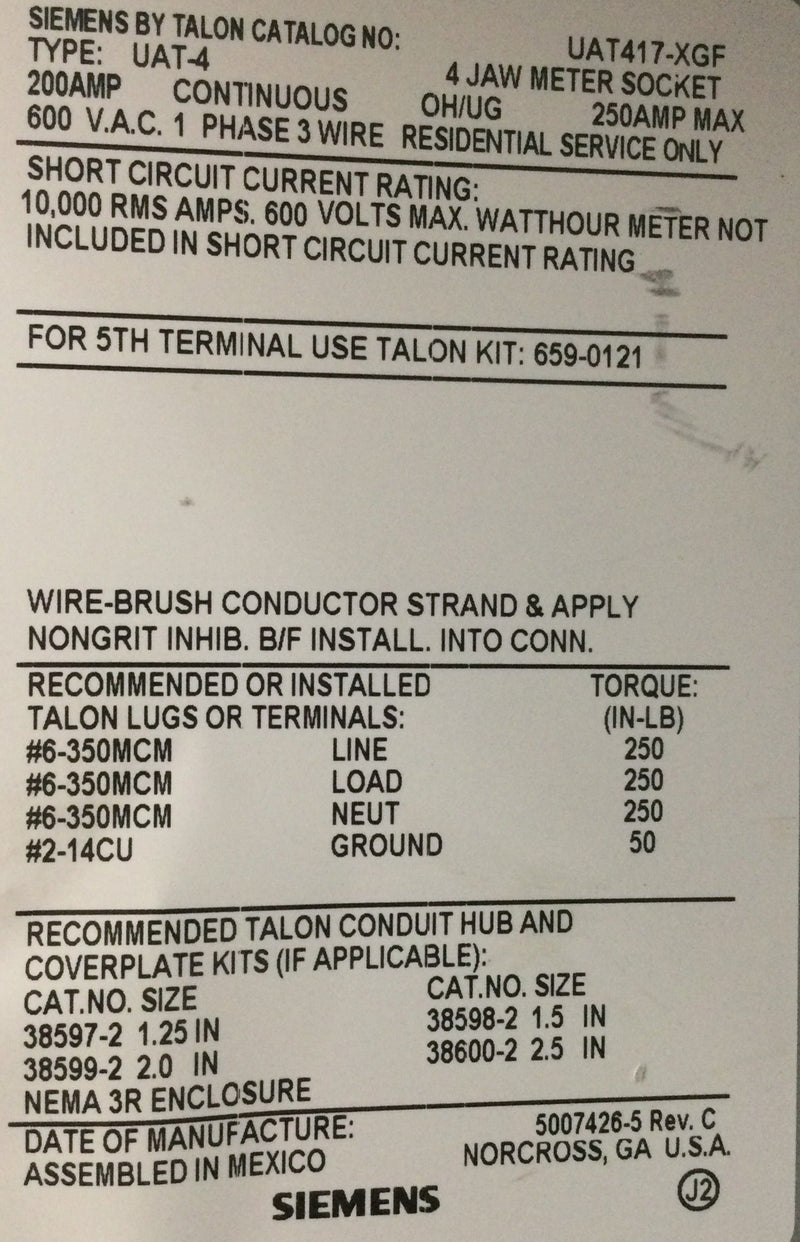 SIEMENS BY TALON CATALOG NO: UAT417-XGF
TYPE: UAT-4 4 JAW METER SOCKET
200AMP CONTINUOUS OH/UG 250AMP MAX
600 V.A.C. 1 PHASE 3 WIRE RESIDENTIAL SERVICE ONLY
SHORT CIRCUIT CURRENT RATING:
10,000 RMS AMPS. 600 VOLTS MAX. WATTHOUR METER NOT
INCLUDED IN SHORT CIRCUIT CURRENT RATING
FOR 5TH TERMINAL USE TALON KIT: 659-0121
WIRE-BRUSH CONDUCTOR STRAND & APPLY
NONGRIT INHIB. B/F INSTALL. INTO CONN.
RECOMMENDED OR INSTALLED TORQUE:
TALON LUGS OR TERMINALS: (IN-LB)
#6-350MCM LINE 250
#6-350MCM LOAD 250
#6-350MCM NEUT 250
#2-14CU GROUND 50
RECOMMENDED TALON CONDUIT HUB AND
COVERPLATE KITS (IF APPLICABLE):
CAT.NO. SIZE CAT.NO. SIZE
38597-2 1.25 IN 38598-2 1.5 IN
38599-2 2.0 IN 38600-2 2.5 IN
NEMA 3R ENCLOSURE
DATE OF MANUFACTURE: 5007426-5 Rev. C
ASSEMBLED IN MEXICO NORCROSS, GA U.S.A.
SIEMENS J2